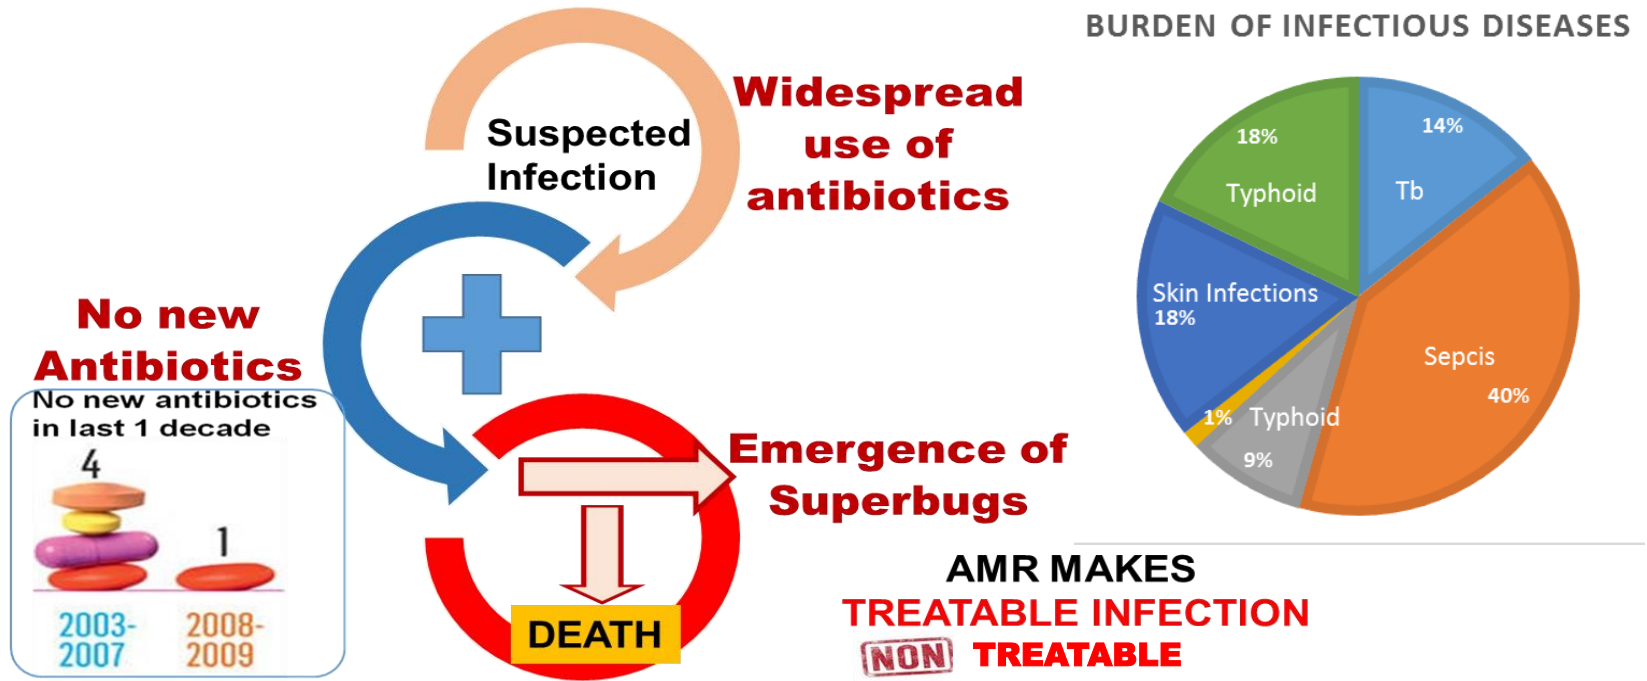 Suspected
Infection
Widespread
use of
antibiotics
No new
Antibiotics
No new antibiotics
in last 1 decade
4
1
2003-
2007
2008-
2009
Emergence of
Superbugs
DEATH
BURDEN OF INFECTIOUS DISEASES
18%
Typhoid
14%
Tb
Skin Infections
18%
Sepcis
40%
1%
Typhoid
9%
AMR MAKES
TREATABLE INFECTION
NON TREATABLE